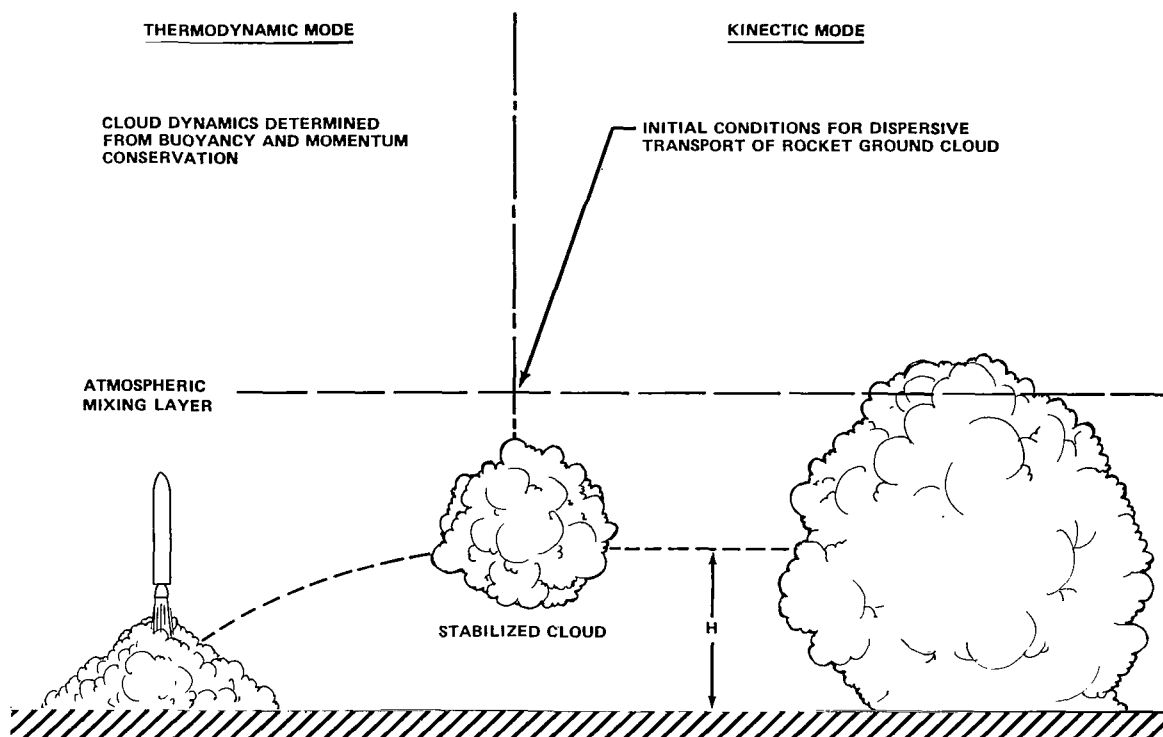 THERMODYNAMIC MODE
KINECTIC MODE
CLOUD DYNAMICS DETERMINED
FROM BUOYANCY AND MOMENTUM
CONSERVATION
INITIAL CONDITIONS FOR DISPERSIVE
TRANSPORT OF ROCKET GROUND CLOUD
ATMOSPHERIC
MIXING LAYER
STABILIZED CLOUD
H